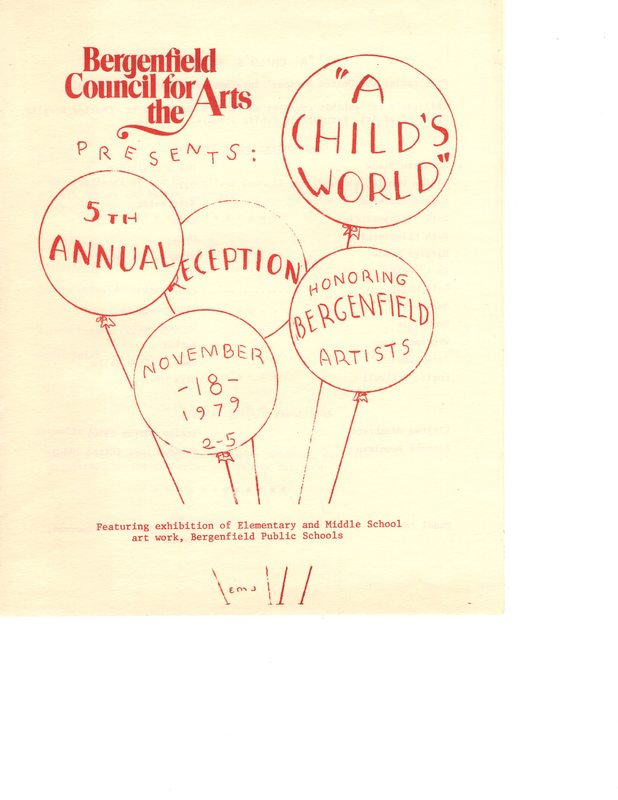 Bergenfield
Council for
the Arts
PRESENTS:
"A
CHILD'S
WORLD"
5TH
ANNUAL
RECEPTION
HONORING
BERGENFIELD
ARTISTS
NOVEMBER
-18-
1979
2-5
Featuring exhibition of Elementary and Middle School
art work, Bergenfield Public Schools